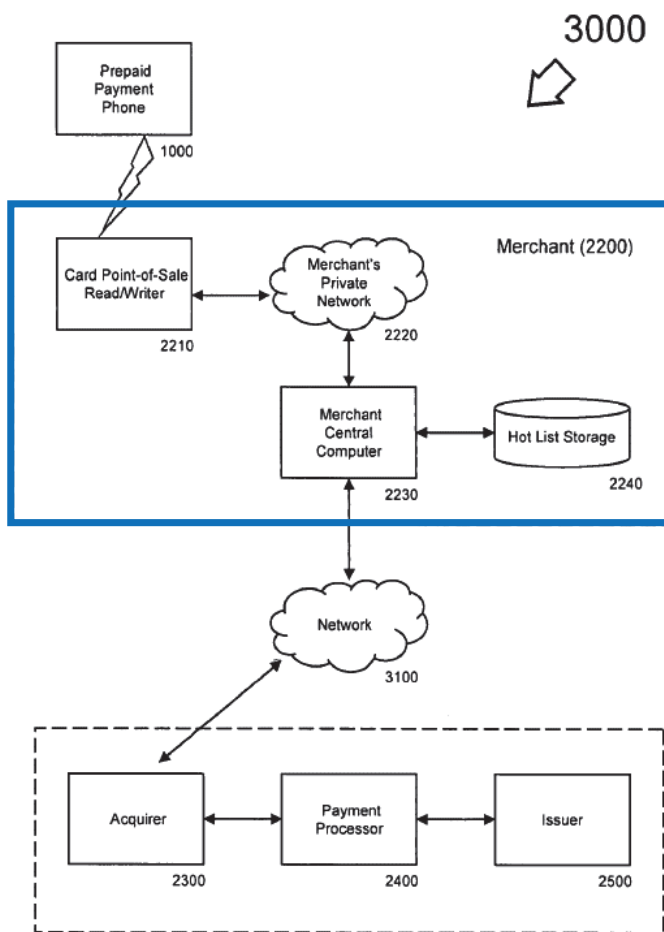 3000
Prepaid
Payment
Phone
1000
Merchant (2200)
Card Point-of-Sale
Read/Writer
2210
Merchant's
Private
Network
2220
Merchant
Central
Computer
2230
Hot List Storage
2240
Network
3100
Acquirer
2300
Payment
Processor
2400
Issuer
2500